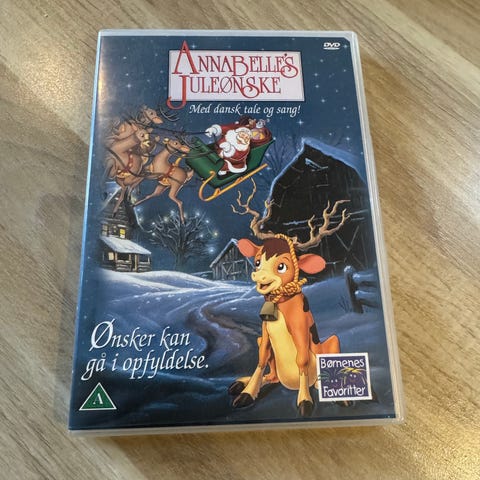 DVD
ANNABELLE'S
JULEØNSKE
Med dansk tale og sang!
Ønsker kan
gå i opfyldelse.
A
Børnenes
Favoritter